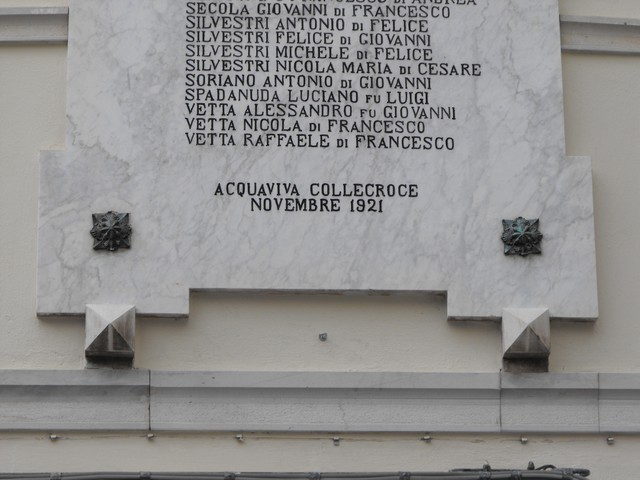 DI ANDREA
SECOLA GIOVANNI DI FRANCESCO
SILVESTRI ANTONIO DI FELICE
SILVESTRI FELICE DI GIOVANNI
SILVESTRI MICHELE DI FELICE
SILVESTRI NICOLA MARIA DI CESARE
SORIANO ANTONIO DI GIOVANNI
SPADANUDA LUCIANO FU LUIGI
VETTA ALESSANDRO FU GIOVANNI
VETTA NICOLA DI FRANCESCO
VETTA RAFFAELE DI FRANCESCO
ACQUAVIVA COLLECROCE
NOVEMBRE 1921